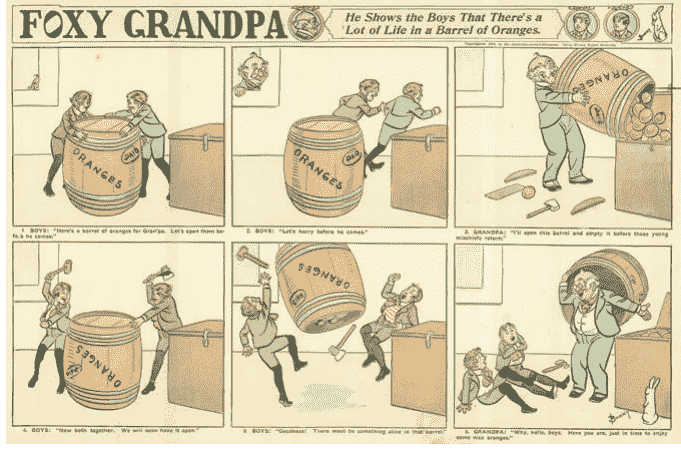 FOXY GRANDPA
He Shows the Boys That There's a
Lot of Life in a Barrel of Oranges.
ORANGES
ORANGES
ORANGES
1 BOYS: "Here's a barrel of oranges for Gran'pa. Let's open them be-
fore he comes."
2. BOYS: "Let's hurry before he comes."
3. GRANDPA: "I'll open this barrel and empty it before those young
mischiefs return."
ORANGES
ORANGES
4. BOYS: "Now both together. We will soon have it open."
5 BOYS: "Goodness! There must be something alive in that barrel."
6. GRANDPA: "Why, hello, boys. Here you are, just in time to enjoy
some nice oranges."